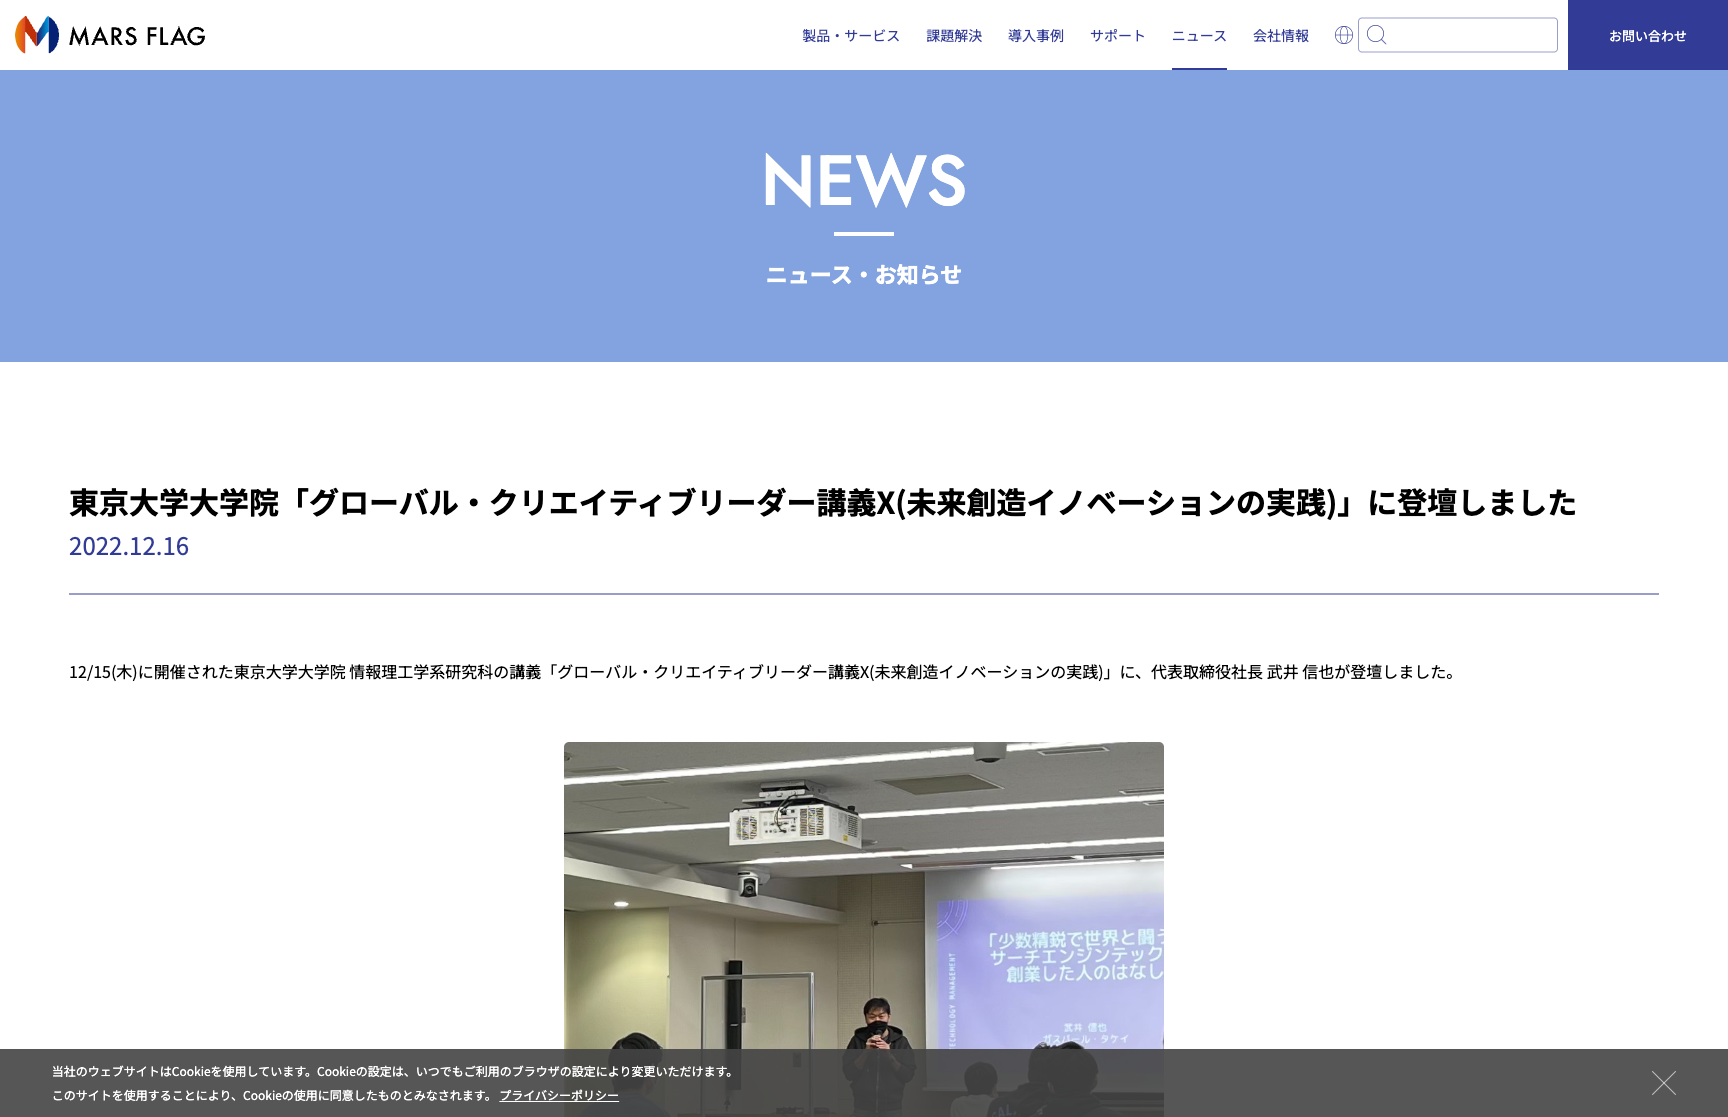 MARS FLAG
製品・サービス
課題解決
導入事例
サポート
ニュース
会社情報
お問い合わせ
NEWS
ニュース・お知らせ
東京大学大学院「グローバル・クリエイティブリーダー講義X(未来創造イノベーションの実践)」に登壇しました
2022.12.16
12/15(木)に開催された東京大学大学院 情報理工学系研究科の講義「グローバル・クリエイティブリーダー講義X(未来創造イノベーションの実践)」に、代表取締役社長 武井 信也が登壇しました。
「少数精鋭で世界と闘う
サーチエンジンテック
創業した人のはなし
TECHNOLOGY MANAGEMENT
武井 信也
ガスパール・タケイ
当社のウェブサイトはCookieを使用しています。Cookieの設定は、いつでもご利用のブラウザの設定により変更いただけます。
このサイトを使用することにより、Cookieの使用に同意したものとみなされます。 プライバシーポリシー